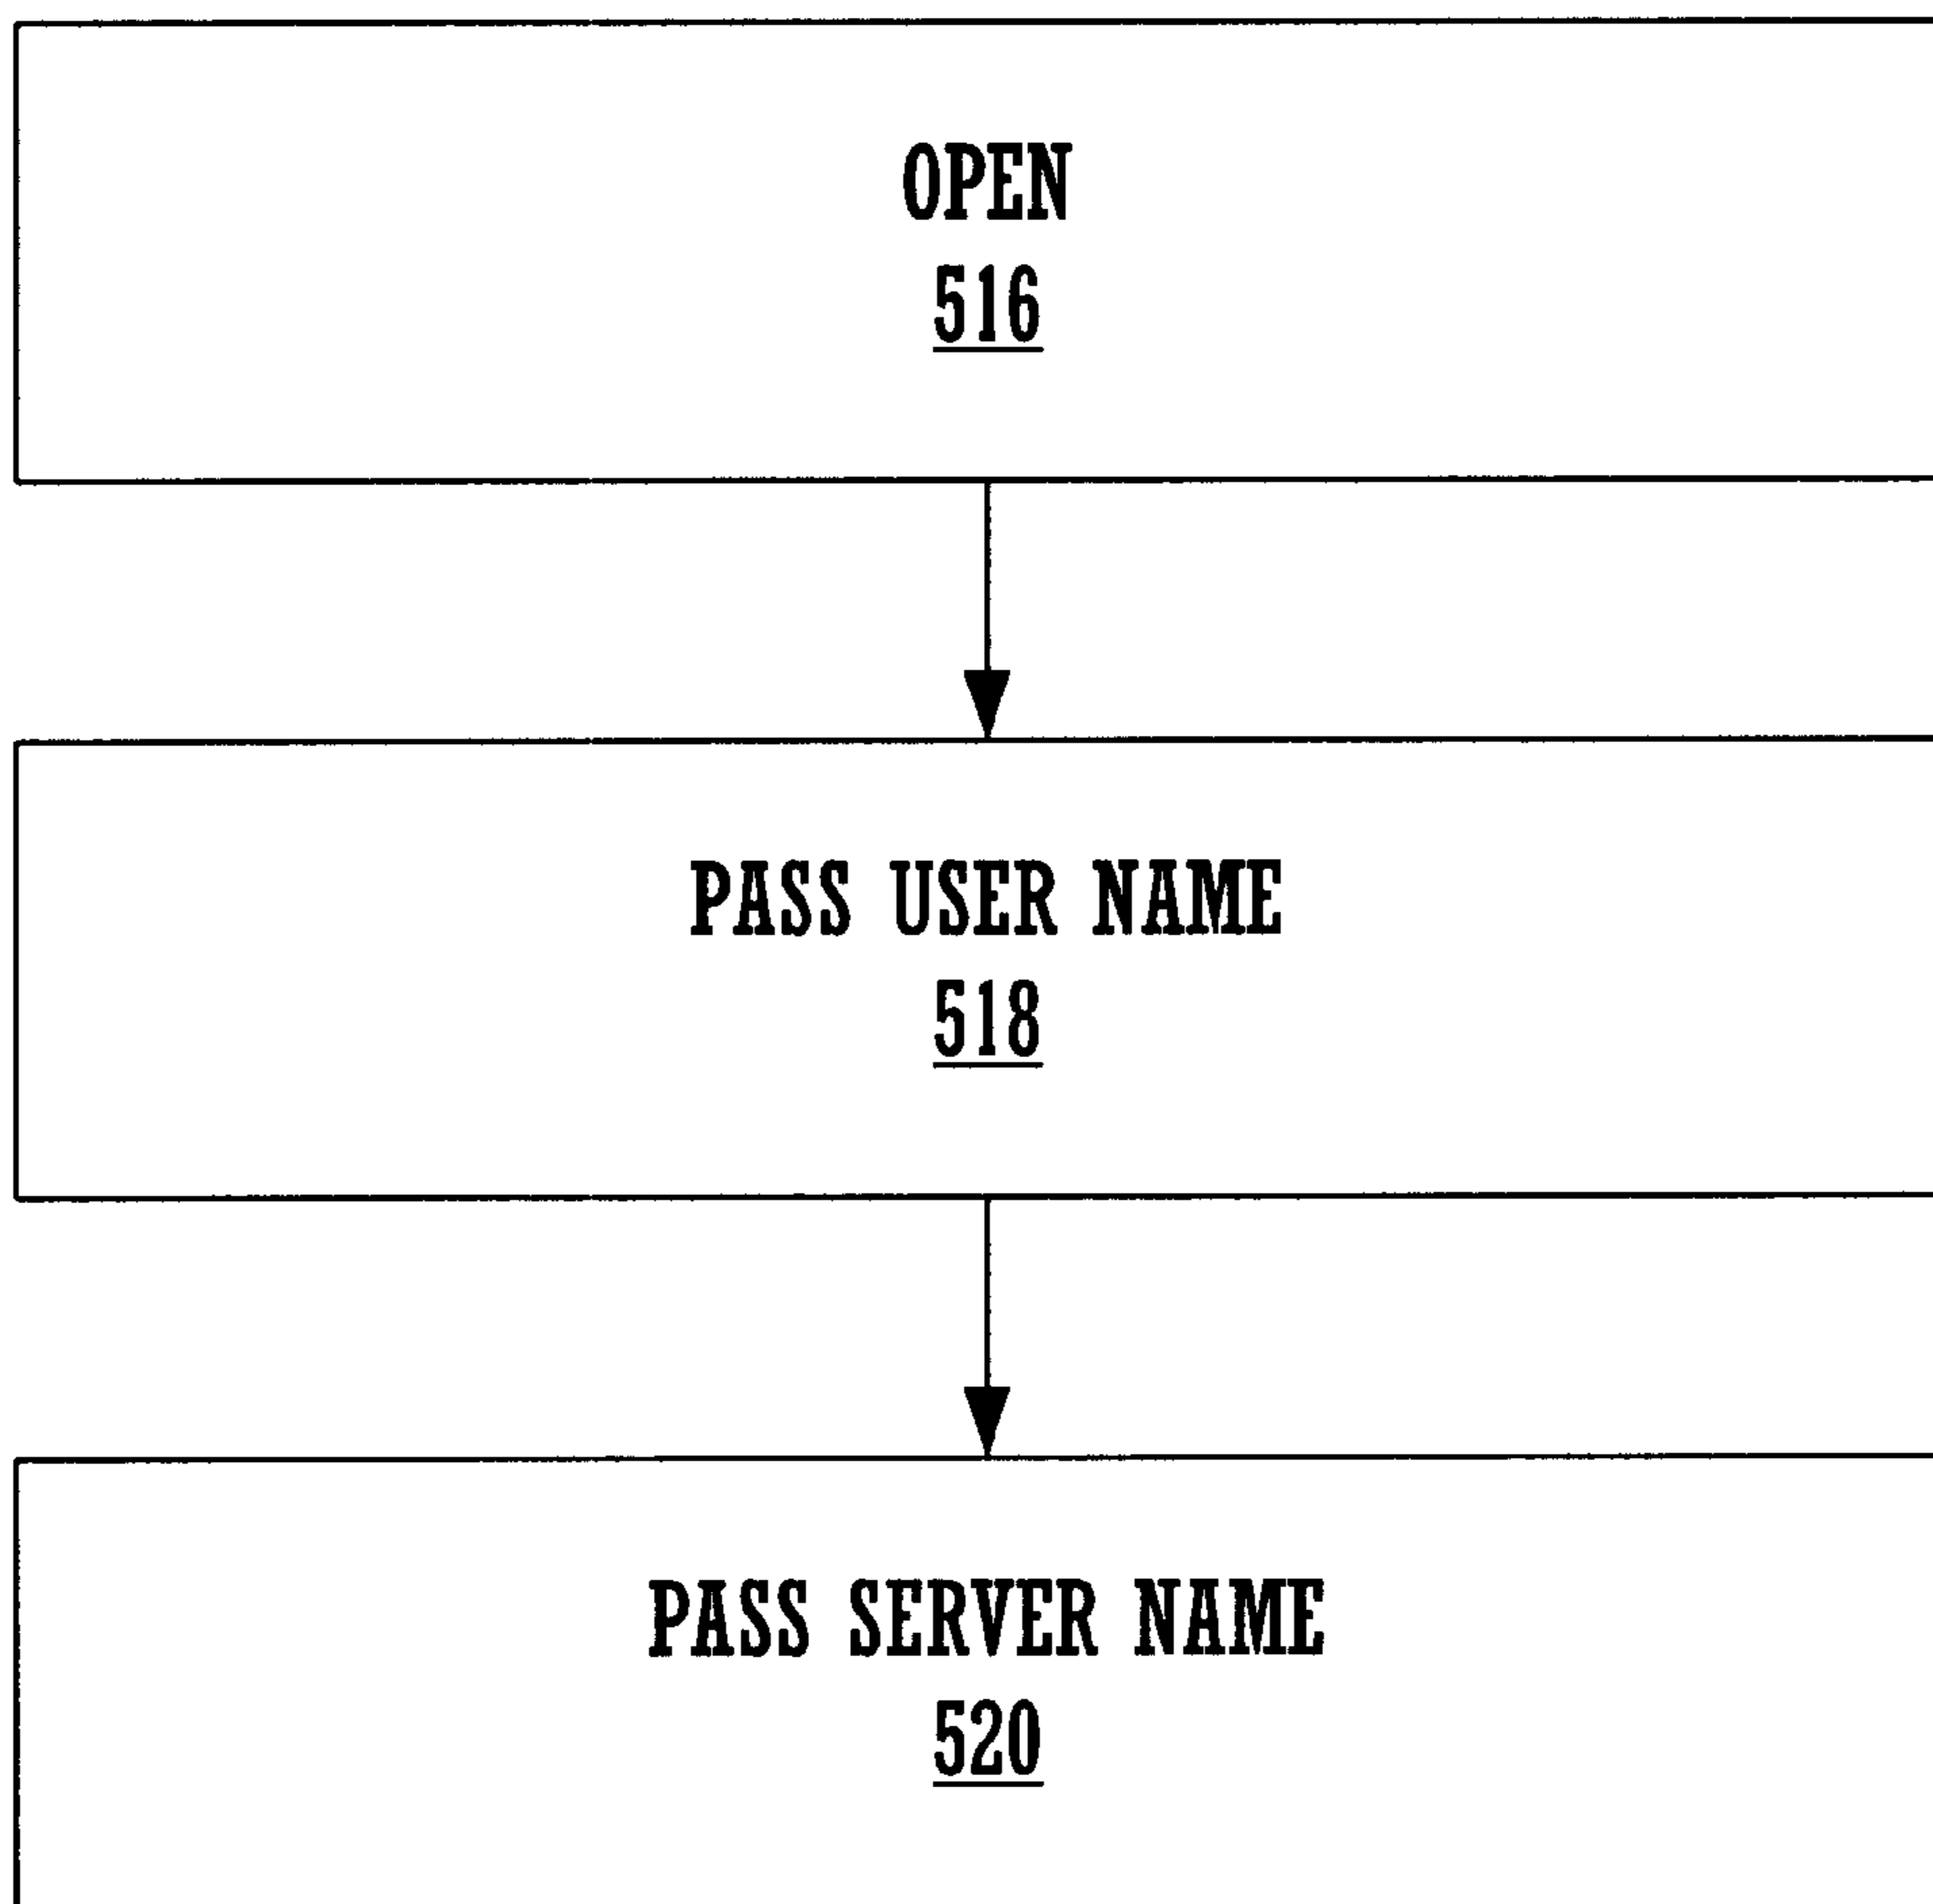 OPEN
516
PASS USER NAME
518
PASS SERVER NAME
520